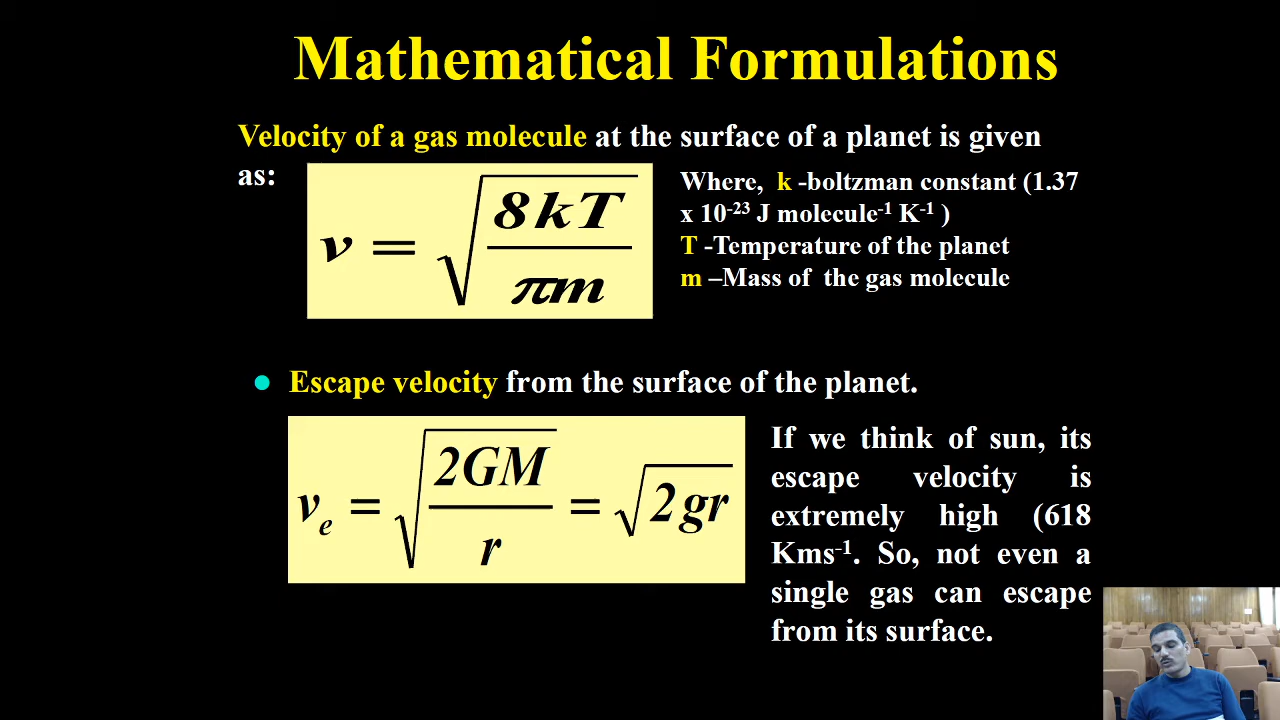 Mathematical Formulations
Velocity of a gas molecule at the surface of a planet is given
as:
v = √(8kT/πm)
Where, k -boltzman constant (1.37
x 10⁻²³ J molecule⁻¹ K⁻¹ )
T -Temperature of the planet
m –Mass of the gas molecule
● Escape velocity from the surface of the planet.
vₑ = √(2GM/r) = √(2gr)
If we think of sun, its
escape velocity is
extremely high (618
Kms⁻¹. So, not even a
single gas can escape
from its surface.